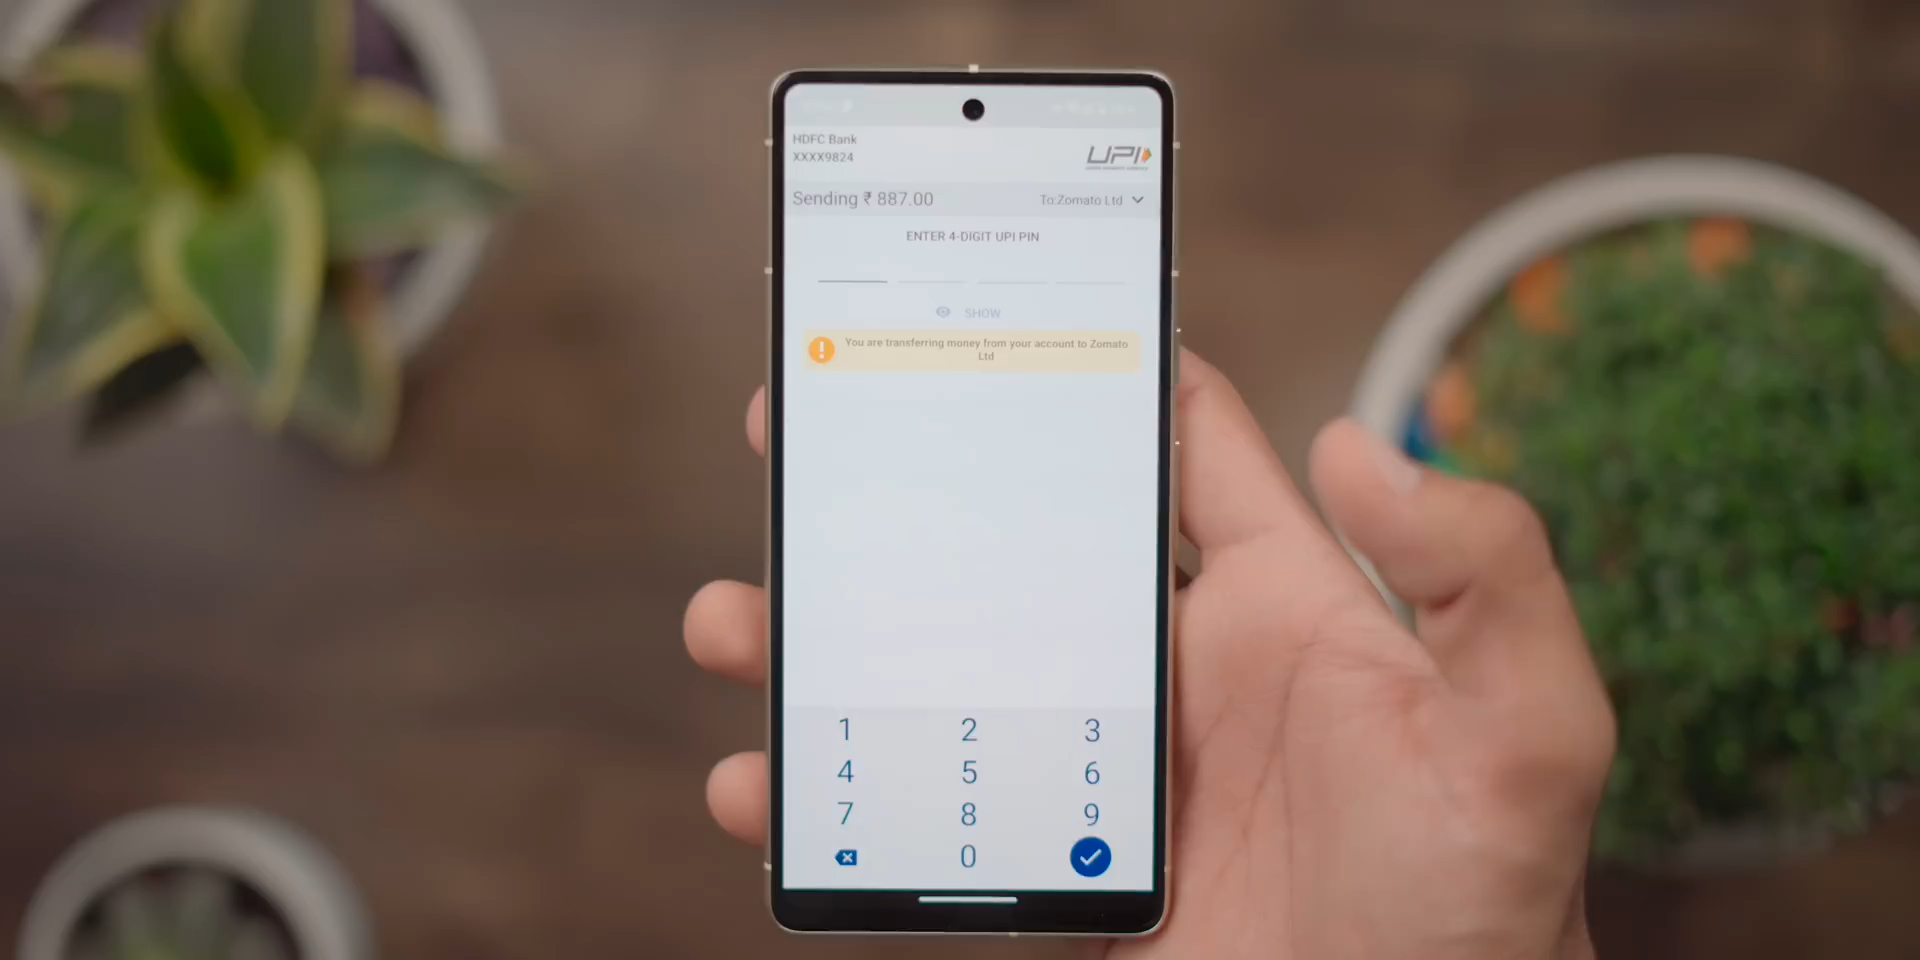 HDFC Bank
XXXX9824
UPI
Sending ₹ 887.00
To:Zomato Ltd
ENTER 4-DIGIT UPI PIN
SHOW
You are transferring money from your account to Zomato
Ltd
1 2 3
4 5 6
7 8 9
0